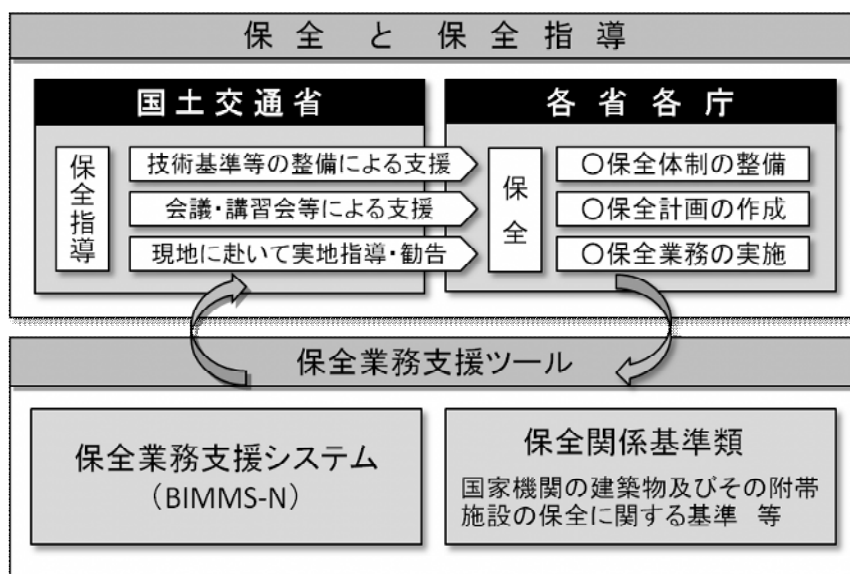 保全と保全指導
国土交通省
保全指導
技術基準等の整備による支援
会議・講習会等による支援
現地に赴いて実地指導・勧告
各省各庁
保全
〇保全体制の整備
〇保全計画の作成
〇保全業務の実施
保全業務支援ツール
保全業務支援システム
（BIMMS-N）
保全関係基準類
国家機関の建築物及びその附帯
施設の保全に関する基準　等